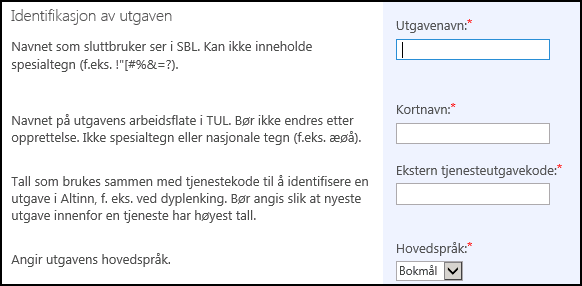 Identifikasjon av utgaven
Navnet som sluttbruker ser i SBL. Kan ikke inneholde
spesialtegn (f.eks. !"[#%&=?).
Utgavenavn:*
Navnet på utgavens arbeidsflate i TUL. Bør ikke endres etter
opprettelse. Ikke spesialtegn eller nasjonale tegn (f.eks. æøå).
Kortnavn:*
Tall som brukes sammen med tjenestekode til å identifisere en
utgave i Altinn, f. eks. ved dyplenking. Bør angis slik at nyeste
utgave innenfor en tjeneste har høyest tall.
Ekstern tjenesteutgavekode:*
Angir utgavens hovedspråk.
Hovedspråk:*
Bokmål